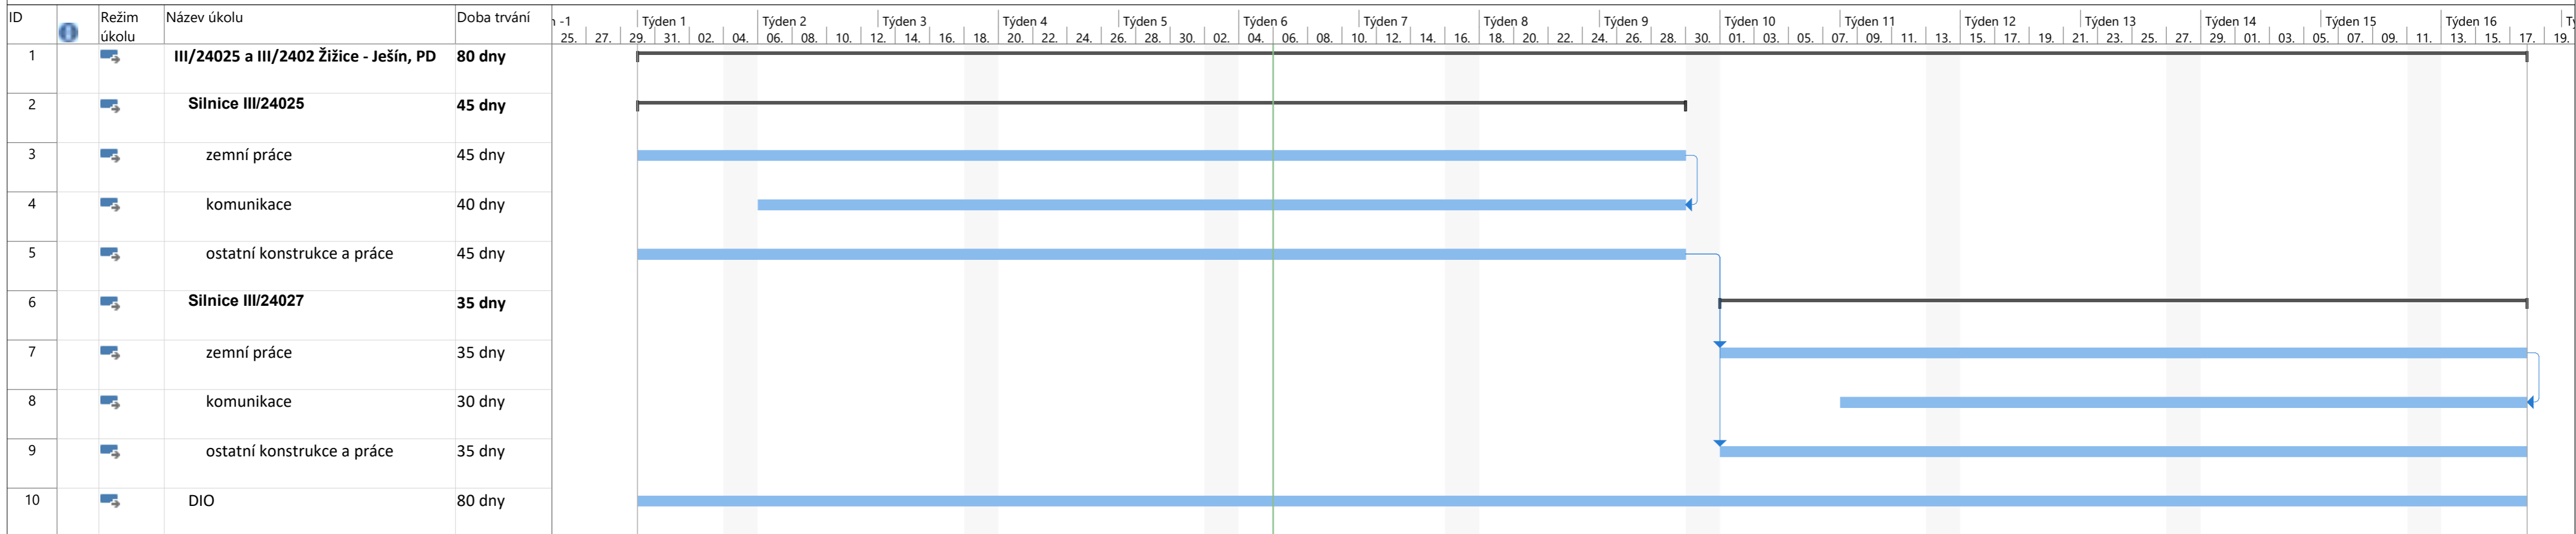 ID Režim Název úkolu Doba trvání -1 Týden 1 Týden 2 Týden 3 Týden 4 Týden 5 Týden 6 Týden 7 Týden 8 Týden 9 Týden 10 Týden 11 Týden 12 Týden 13 Týden 14 Týden 15 Týden 16
úkolu 25. 27. 29. 31. 02. 04. 06. 08. 10. 12. 14. 16. 18. 20. 22. 24. 26. 28. 30. 02. 04. 06. 08. 10. 12. 14. 16. 18. 20. 22. 24. 26. 28. 30. 01. 03. 05. 07. 09. 11. 13. 15. 17. 19. 21. 23. 25. 27. 29. 01. 03. 05. 07. 09. 11. 13. 15. 17. 19.
1 III/24025 a III/2402 Žižice - Ješín, PD 80 dny
2 Silnice III/24025 45 dny
3 zemní práce 45 dny
4 komunikace 40 dny
5 ostatní konstrukce a práce 45 dny
6 Silnice III/24027 35 dny
7 zemní práce 35 dny
8 komunikace 30 dny
9 ostatní konstrukce a práce 35 dny
10 DIO 80 dny